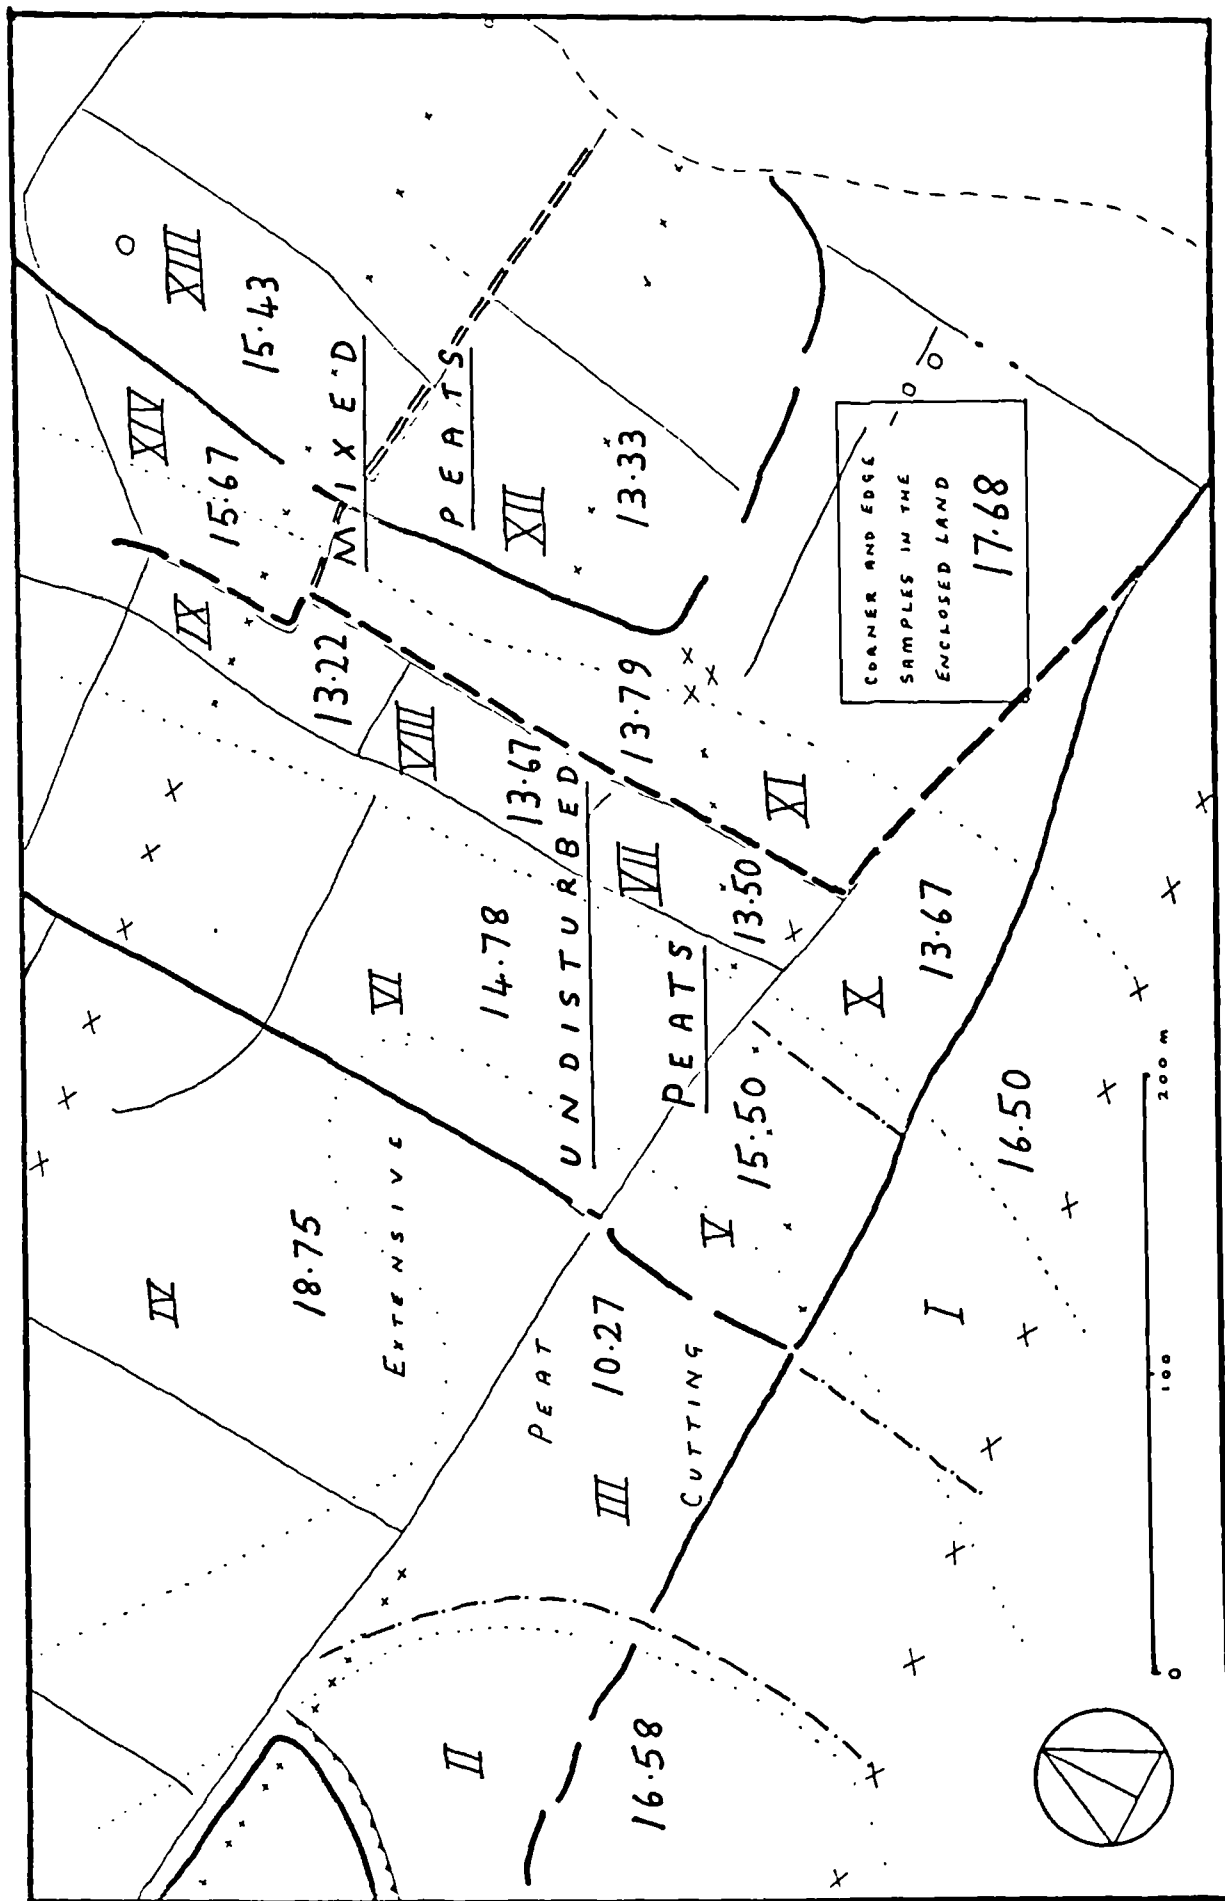 XIII
15·43
XIV
15·67
MIXED
PEATS
IX
13·22
XII
13·33
VIII
13·67
13·79
XI
CORNER AND EDGE
SAMPLES IN THE
ENCLOSED LAND
17·68
VI
14·78
UNDISTURBED
PEATS
VII
13·50
X
13·67
IV
18·75
EXTENSIVE
PEAT
CUTTING
III
10·27
V
15·50
I
16·50
II
16·58
0
100
200 m